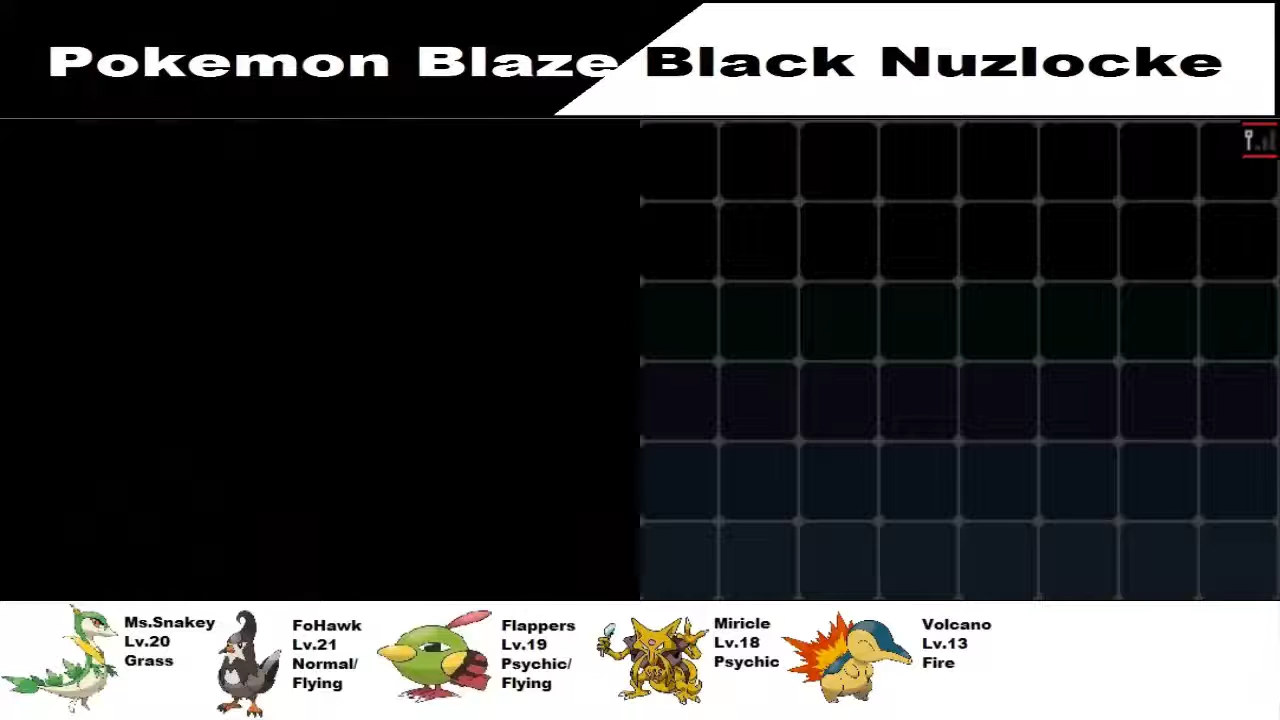 Pokemon Blaze Black Nuzlocke
Ms.Snakey
Lv.20
Grass
FoHawk
Lv.21
Normal/
Flying
Flappers
Lv.19
Psychic/
Flying
Miricle
Lv.18
Psychic
Volcano
Lv.13
Fire